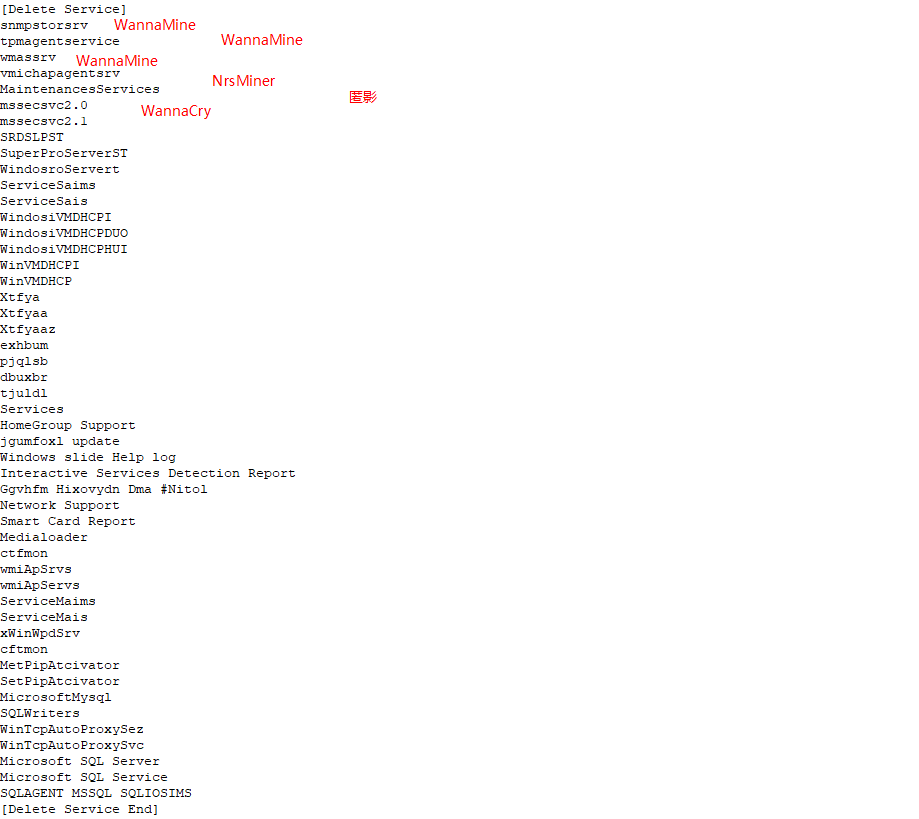 [Delete Service]
snmpstorsrv WannaMine
tpmagentservice WannaMine
wmassrv WannaMine
vmichapagentsrv NrsMiner
MaintenancesServices 匿影
mssecsvc2.0 WannaCry
mssecsvc2.1
SRDSLPST
SuperProServerST
WindosroServert
ServiceSaims
ServiceSais
WindosiVMDHCPI
WindosiVMDHCPDUO
WindosiVMDHCPHUI
WinVMDHCPI
WinVMDHCP
Xtfya
Xtfyaa
Xtfyaaz
exhbum
pjqlsb
dbuxbr
tjuldl
Services
HomeGroup Support
jgumfoxl update
Windows slide Help log
Interactive Services Detection Report
Ggvhfm Hixovydn Dma #Nitol
Network Support
Smart Card Report
Medialoader
ctfmon
wmiApSrvs
wmiApServs
ServiceMaims
ServiceMais
xWinWpdSrv
cftmon
MetPipAtcivator
SetPipAtcivator
MicrosoftMysql
SQLWriters
WinTcpAutoProxySez
WinTcpAutoProxySvc
Microsoft SQL Server
Microsoft SQL Service
SQLAGENT MSSQL SQLIOSIMS
[Delete Service End]